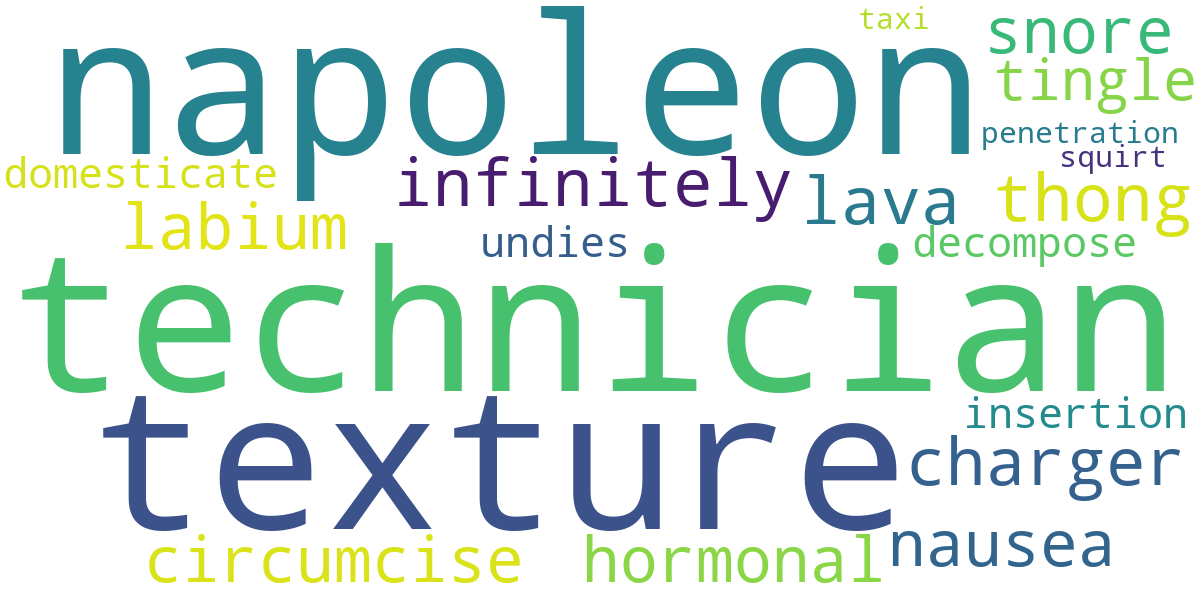 taxi
napoleon
snore
tingle
penetration
squirt
domesticate
infinitely
lava
thong
labium
undies
decompose
technician
texture
insertion
charger
circumcise
hormonal
nausea